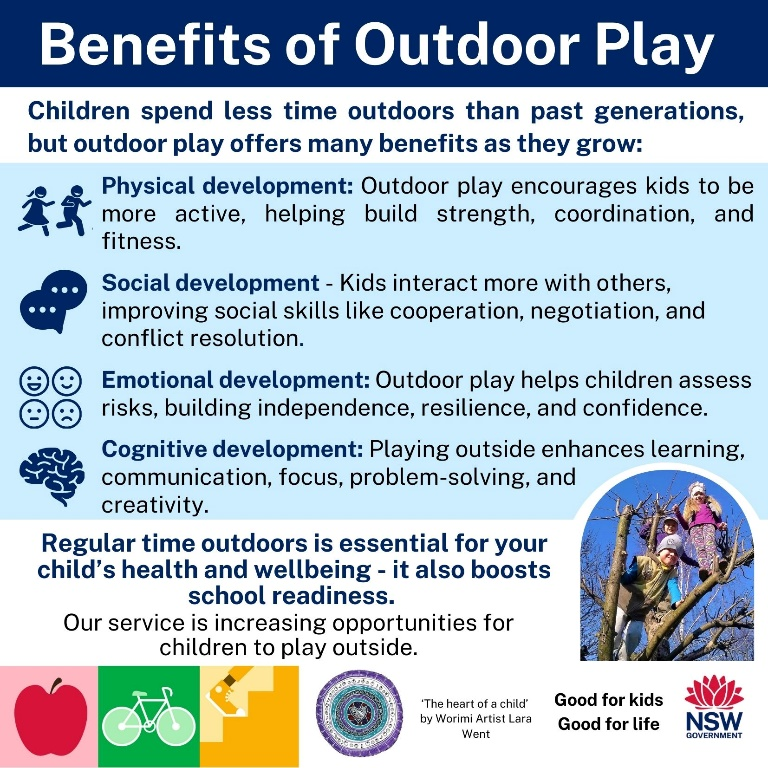 Benefits of Outdoor Play
Children spend less time outdoors than past generations,
but outdoor play offers many benefits as they grow:
Physical development: Outdoor play encourages kids to be
more active, helping build strength, coordination, and
fitness.
Social development - Kids interact more with others,
improving social skills like cooperation, negotiation, and
conflict resolution.
Emotional development: Outdoor play helps children assess
risks, building independence, resilience, and confidence.
Cognitive development: Playing outside enhances learning,
communication, focus, problem-solving, and
creativity.
Regular time outdoors is essential for your
child's health and wellbeing - it also boosts
school readiness.
Our service is increasing opportunities for
children to play outside.
'The heart of a child'
by Worimi Artist Lara
Went
Good for kids
Good for life
NSW
GOVERNMENT